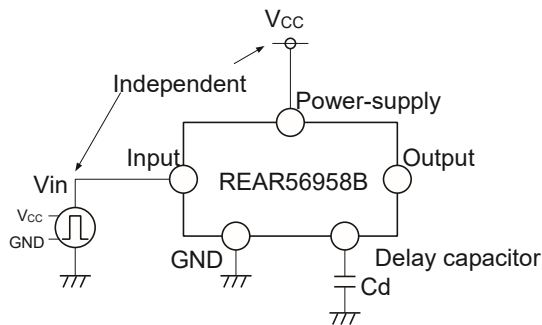 VCC
Independent
Power-supply
Input
REAR56958B
Output
Vin
VCC
GND
GND
Delay capacitor
Cd